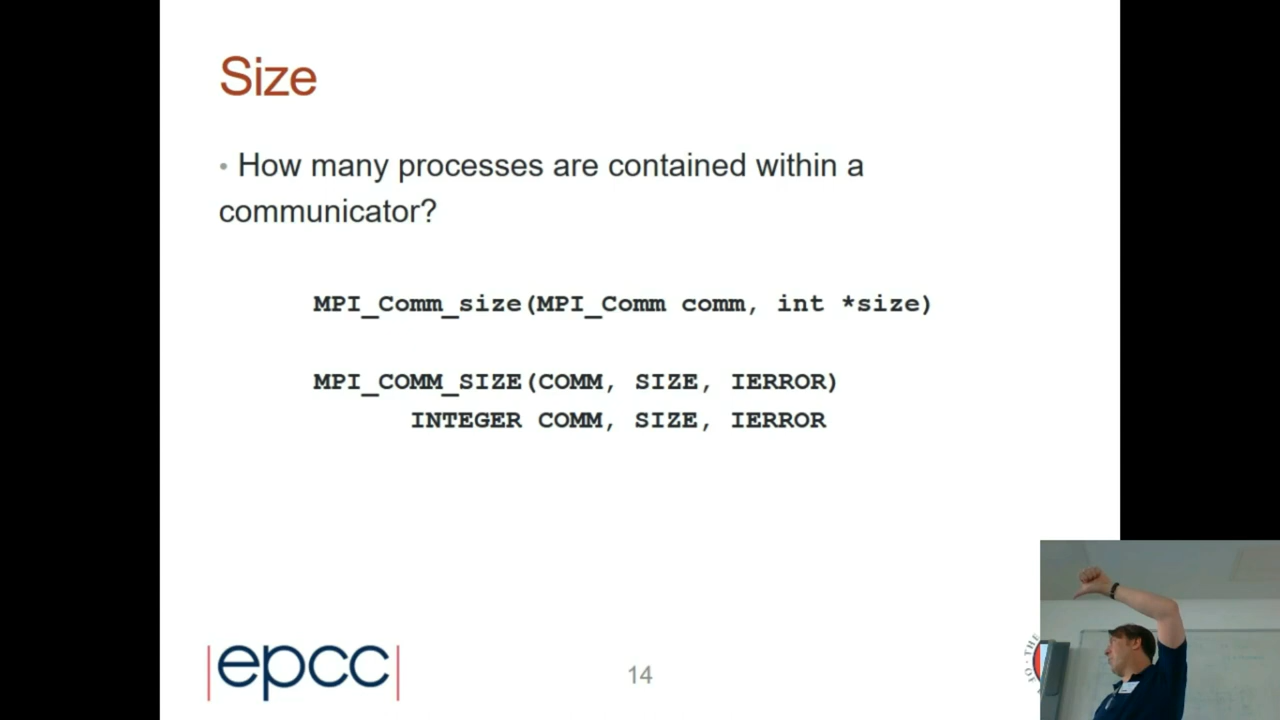 Size
• How many processes are contained within a
communicator?
MPI_Comm_size(MPI_Comm comm, int *size)
MPI_COMM_SIZE(COMM, SIZE, IERROR)
INTEGER COMM, SIZE, IERROR
epcc
14
THE